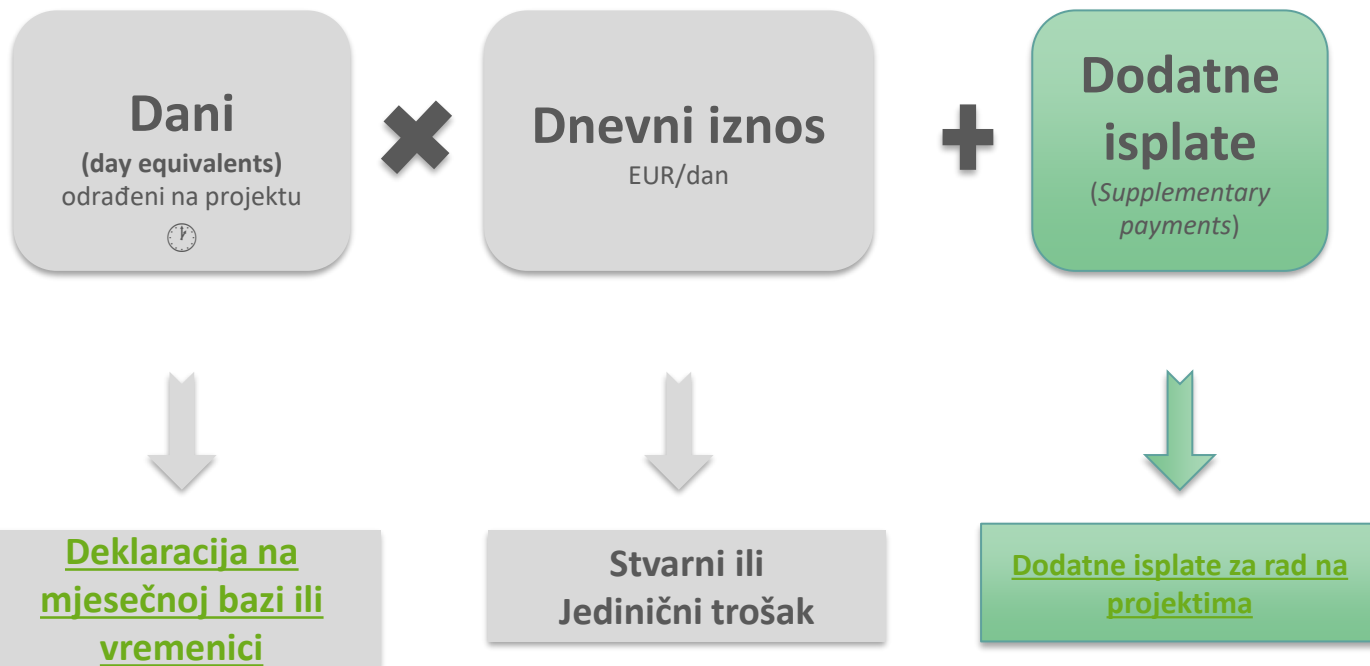 Dani
(day equivalents)
odrađeni na projektu
Dnevni iznos
EUR/dan
Dodatne
isplate
(Supplementary
payments)
Deklaracija na
mjesečnoj bazi ili
vremenici
Stvarni ili
Jedinični trošak
Dodatne isplate za rad na
projektima